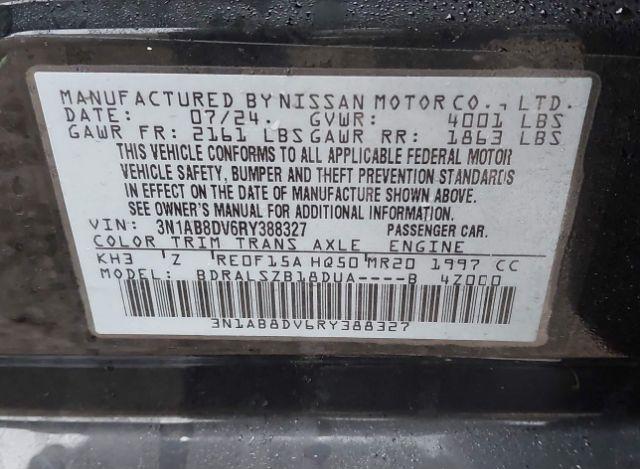 MANUFACTURED BY NISSAN MOTOR CO., LTD.
DATE: 07/24 GVWR: 4001 LBS
GAWR FR: 2161 LBS GAWR RR: 1863 LBS
THIS VEHICLE CONFORMS TO ALL APPLICABLE FEDERAL MOTOR
VEHICLE SAFETY, BUMPER AND THEFT PREVENTION STANDARDS
IN EFFECT ON THE DATE OF MANUFACTURE SHOWN ABOVE.
SEE OWNER'S MANUAL FOR ADDITIONAL INFORMATION.
VIN: 3N1AB8DV6RY388327 PASSENGER CAR.
COLOR TRIM TRANS AXLE ENGINE
KH3 Z RE0F15A HQ50 MR20 1997 CC
MODEL: BDRALSZB18DUA----B 4Z000
3N1AB8DV6RY388327